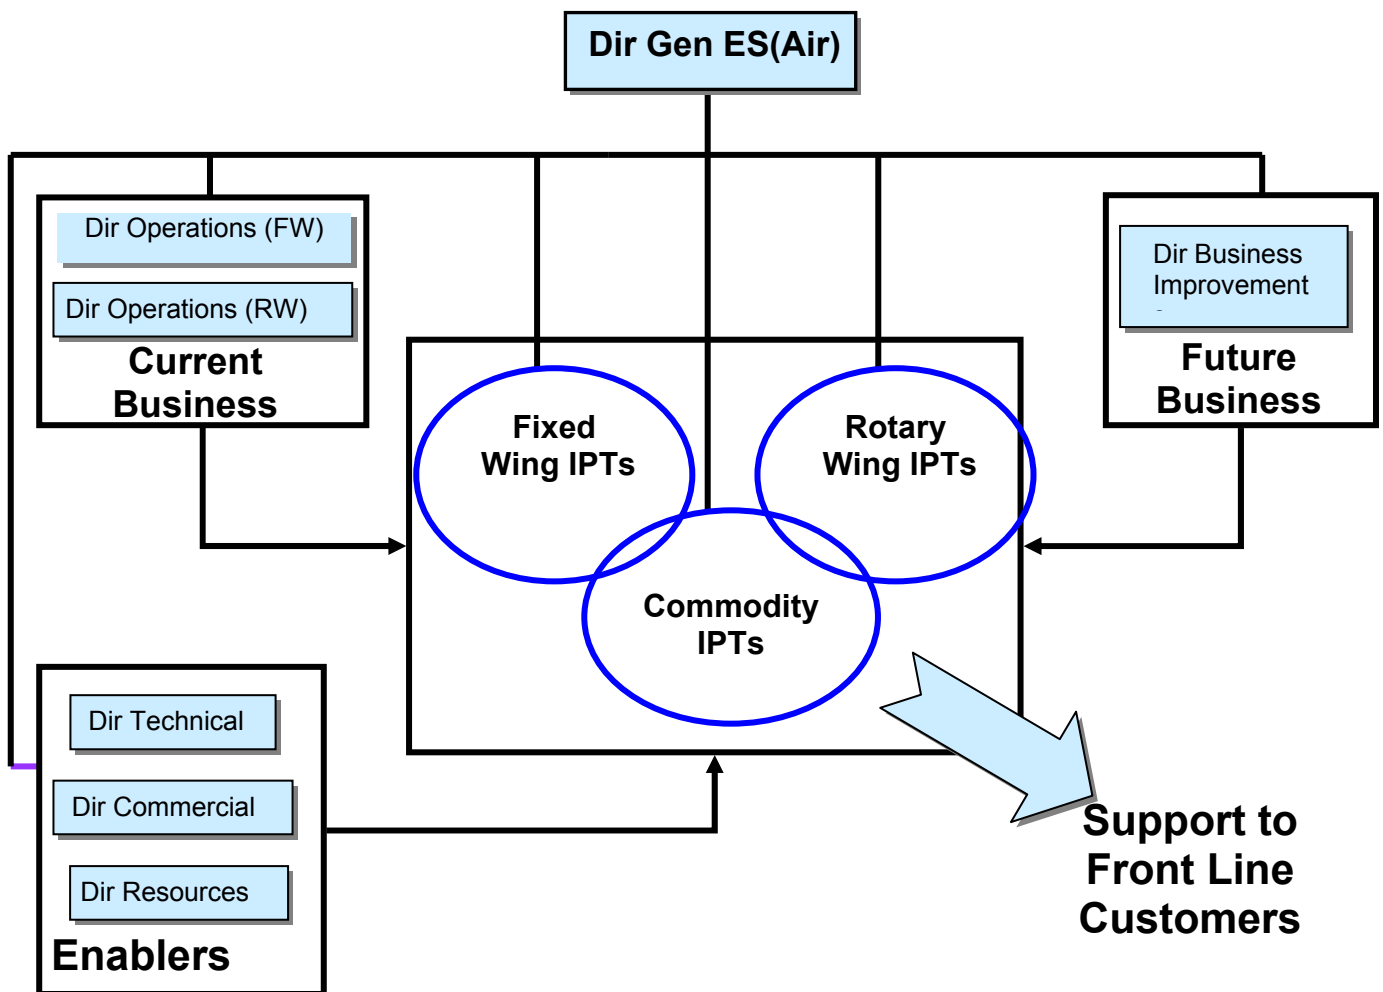 Dir Gen ES(Air)
Dir Operations (FW)
Dir Operations (RW)
Current
Business
Dir Business
Improvement
Future
Business
Fixed
Wing IPTs
Rotary
Wing IPTs
Commodity
IPTs
Dir Technical
Dir Commercial
Dir Resources
Enablers
Support to
Front Line
Customers